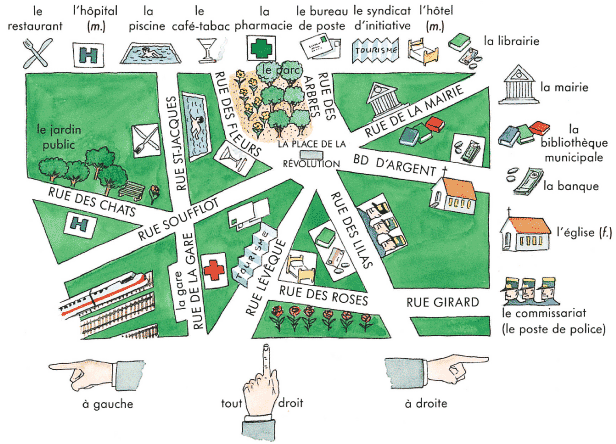 le
restaurant
l'hôpital
(m.)
la
piscine
le
café-tabac
la
pharmacie
le bureau
de poste
le syndicat
d'initiative
l'hôtel
(m.)
TOURISME
la librairie
la mairie
la
bibliothèque
municipale
la banque
l'église (f.)
le commissariat
(le poste de police)
H
le parc
le jardin
public
RUE ST-JACQUES
RUE DES FLEURS
RUE DES
ARBRES
RUE DE LA MAIRIE
LA PLACE DE LA
RÉVOLUTION
BD D'ARGENT
RUE DES CHATS
RUE SOUFFLOT
H
la gare
RUE DE LA GARE
TOURISME
RUE LÉVÊQUE
RUE DES LILAS
RUE DES ROSES
RUE GIRARD
à gauche
tout droit
à droite